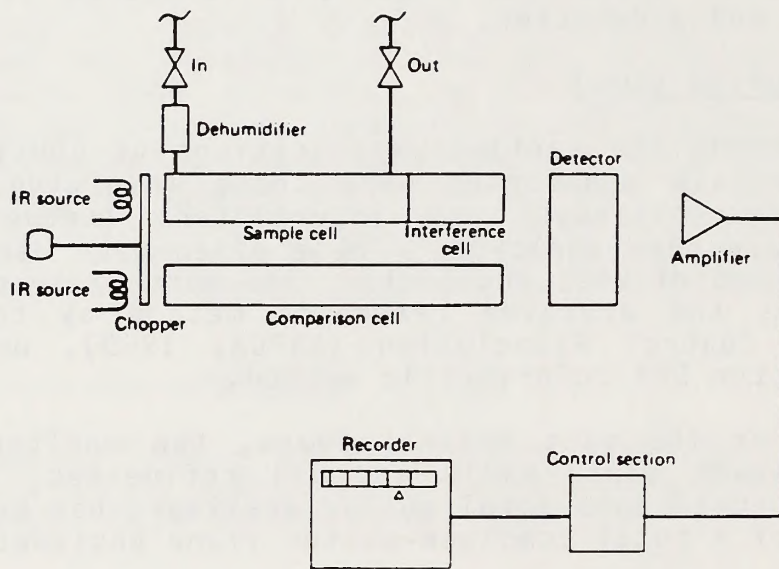 In
Out
Dehumidifier
Detector
IR source
Sample cell
Interference
cell
Amplifier
IR source
Chopper
Comparison cell
Recorder
Control section